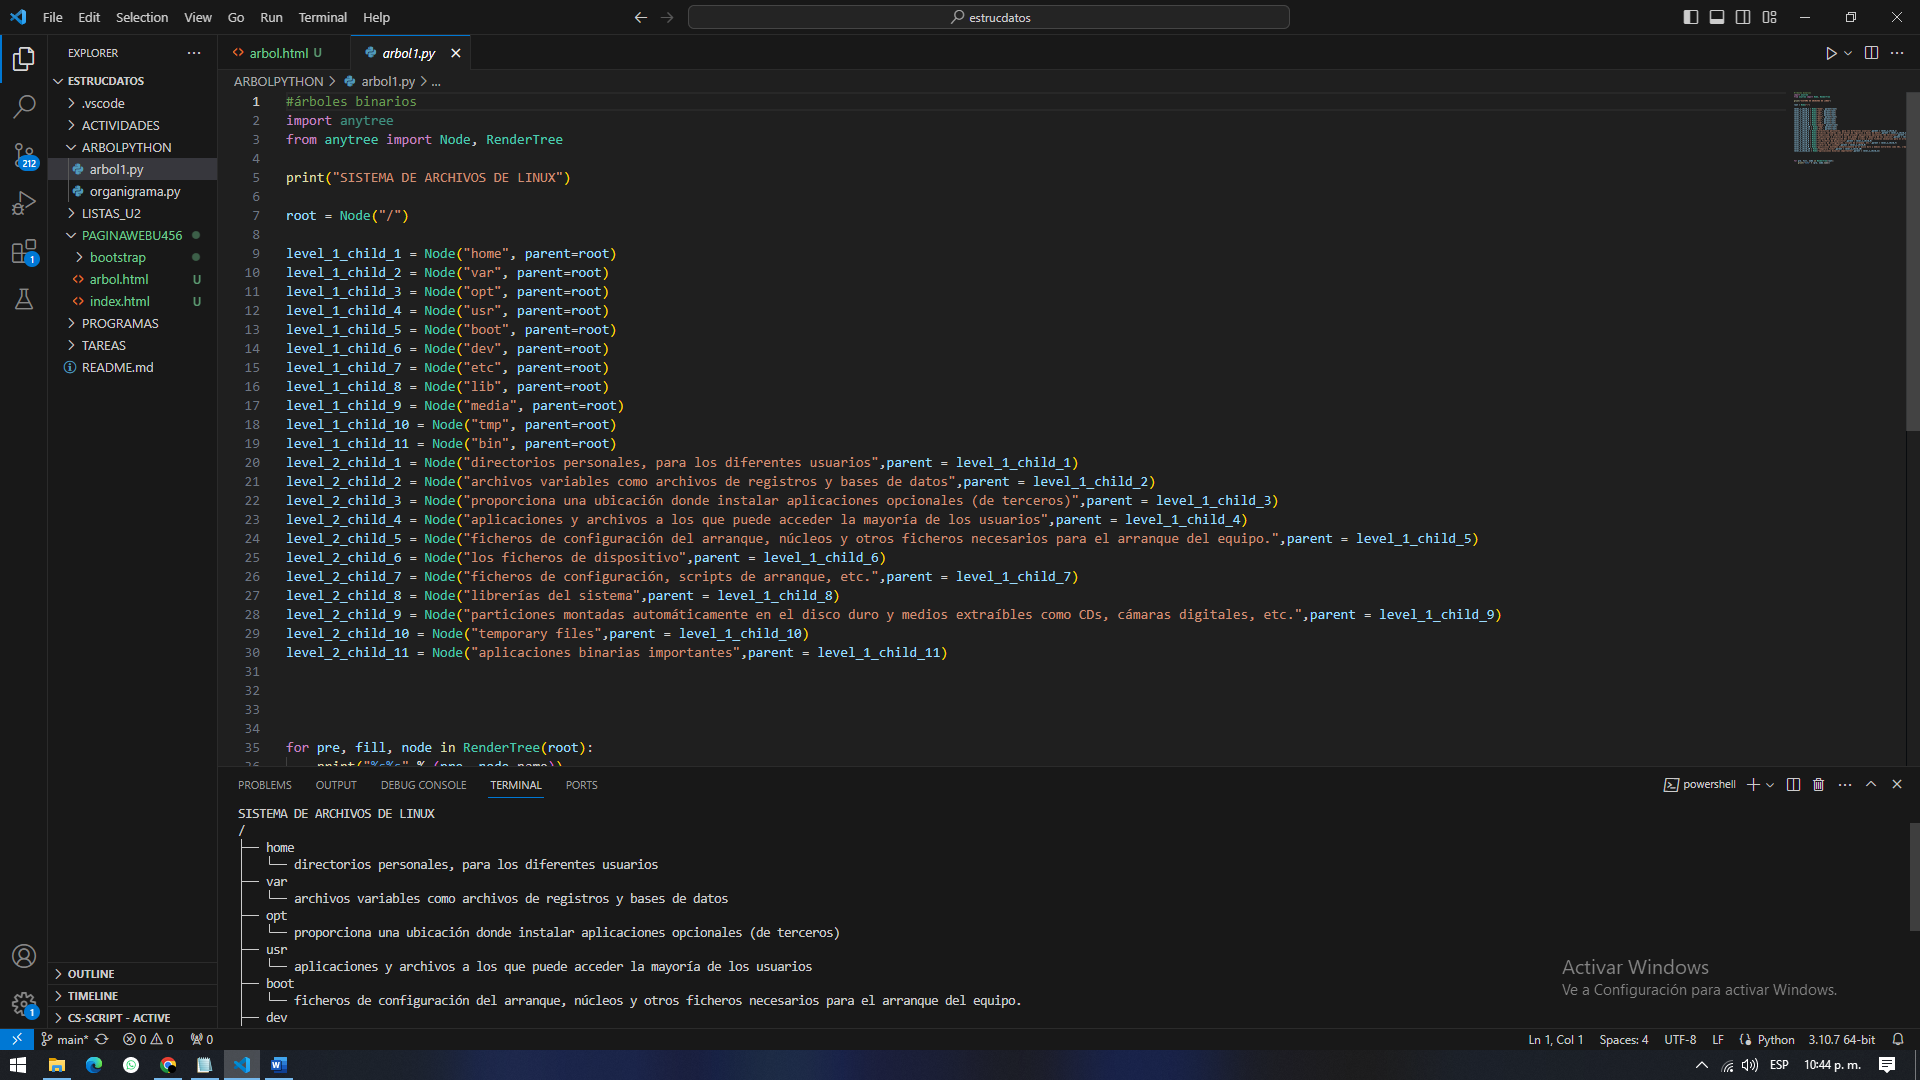 File Edit Selection View Go Run Terminal Help
estrucdatos
EXPLORER
ESTRUCDATOS
.vscode
ACTIVIDADES
ARBOLPYTHON
arbol1.py
organigrama.py
LISTAS_U2
PAGINAWEBU456
bootstrap
arbol.html U
index.html U
PROGRAMAS
TAREAS
README.md
OUTLINE
TIMELINE
CS-SCRIPT - ACTIVE
212
1
1
arbol.html U
arbol1.py
ARBOLPYTHON > arbol1.py > ...
1 #árboles binarios
2 import anytree
3 from anytree import Node, RenderTree
4
5 print("SISTEMA DE ARCHIVOS DE LINUX")
6
7 root = Node("/")
8
9 level_1_child_1 = Node("home", parent=root)
10 level_1_child_2 = Node("var", parent=root)
11 level_1_child_3 = Node("opt", parent=root)
12 level_1_child_4 = Node("usr", parent=root)
13 level_1_child_5 = Node("boot", parent=root)
14 level_1_child_6 = Node("dev", parent=root)
15 level_1_child_7 = Node("etc", parent=root)
16 level_1_child_8 = Node("lib", parent=root)
17 level_1_child_9 = Node("media", parent=root)
18 level_1_child_10 = Node("tmp", parent=root)
19 level_1_child_11 = Node("bin", parent=root)
20 level_2_child_1 = Node("directorios personales, para los diferentes usuarios",parent = level_1_child_1)
21 level_2_child_2 = Node("archivos variables como archivos de registros y bases de datos",parent = level_1_child_2)
22 level_2_child_3 = Node("proporciona una ubicación donde instalar aplicaciones opcionales (de terceros)",parent = level_1_child_3)
23 level_2_child_4 = Node("aplicaciones y archivos a los que puede acceder la mayoría de los usuarios",parent = level_1_child_4)
24 level_2_child_5 = Node("ficheros de configuración del arranque, núcleos y otros ficheros necesarios para el arranque del equipo.",parent = level_1_child_5)
25 level_2_child_6 = Node("los ficheros de dispositivo",parent = level_1_child_6)
26 level_2_child_7 = Node("ficheros de configuración, scripts de arranque, etc.",parent = level_1_child_7)
27 level_2_child_8 = Node("librerías del sistema",parent = level_1_child_8)
28 level_2_child_9 = Node("particiones montadas automáticamente en el disco duro y medios extraíbles como CDs, cámaras digitales, etc.",parent = level_1_child_9)
29 level_2_child_10 = Node("temporary files",parent = level_1_child_10)
30 level_2_child_11 = Node("aplicaciones binarias importantes",parent = level_1_child_11)
31
32
33
34
35 for pre, fill, node in RenderTree(root):
36 print("%s%s" % (pre, node.name))
PROBLEMS OUTPUT DEBUG CONSOLE TERMINAL PORTS
powershell
SISTEMA DE ARCHIVOS DE LINUX
/
├── home
│   └── directorios personales, para los diferentes usuarios
├── var
│   └── archivos variables como archivos de registros y bases de datos
├── opt
│   └── proporciona una ubicación donde instalar aplicaciones opcionales (de terceros)
├── usr
│   └── aplicaciones y archivos a los que puede acceder la mayoría de los usuarios
├── boot
│   └── ficheros de configuración del arranque, núcleos y otros ficheros necesarios para el arranque del equipo.
├── dev
Activar Windows
Ve a Configuración para activar Windows.
main* 0 0 0
Ln 1, Col 1 Spaces: 4 UTF-8 LF Python 3.10.7 64-bit
ESP 10:44 p. m.